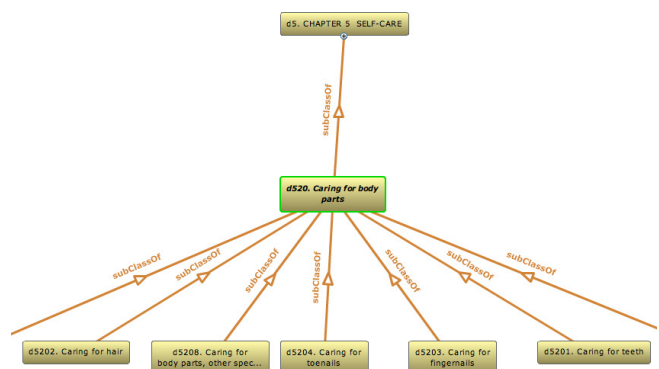 d5. CHAPTER 5 SELF-CARE
subClassOf
d520. Caring for body
parts
subClassOf
subClassOf
subClassOf
subClassOf
subClassOf
subClassOf
subClassOf
d5202. Caring for hair
d5208. Caring for
body parts, other spec...
d5204. Caring for
toenails
d5203. Caring for
fingernails
d5201. Caring for teeth